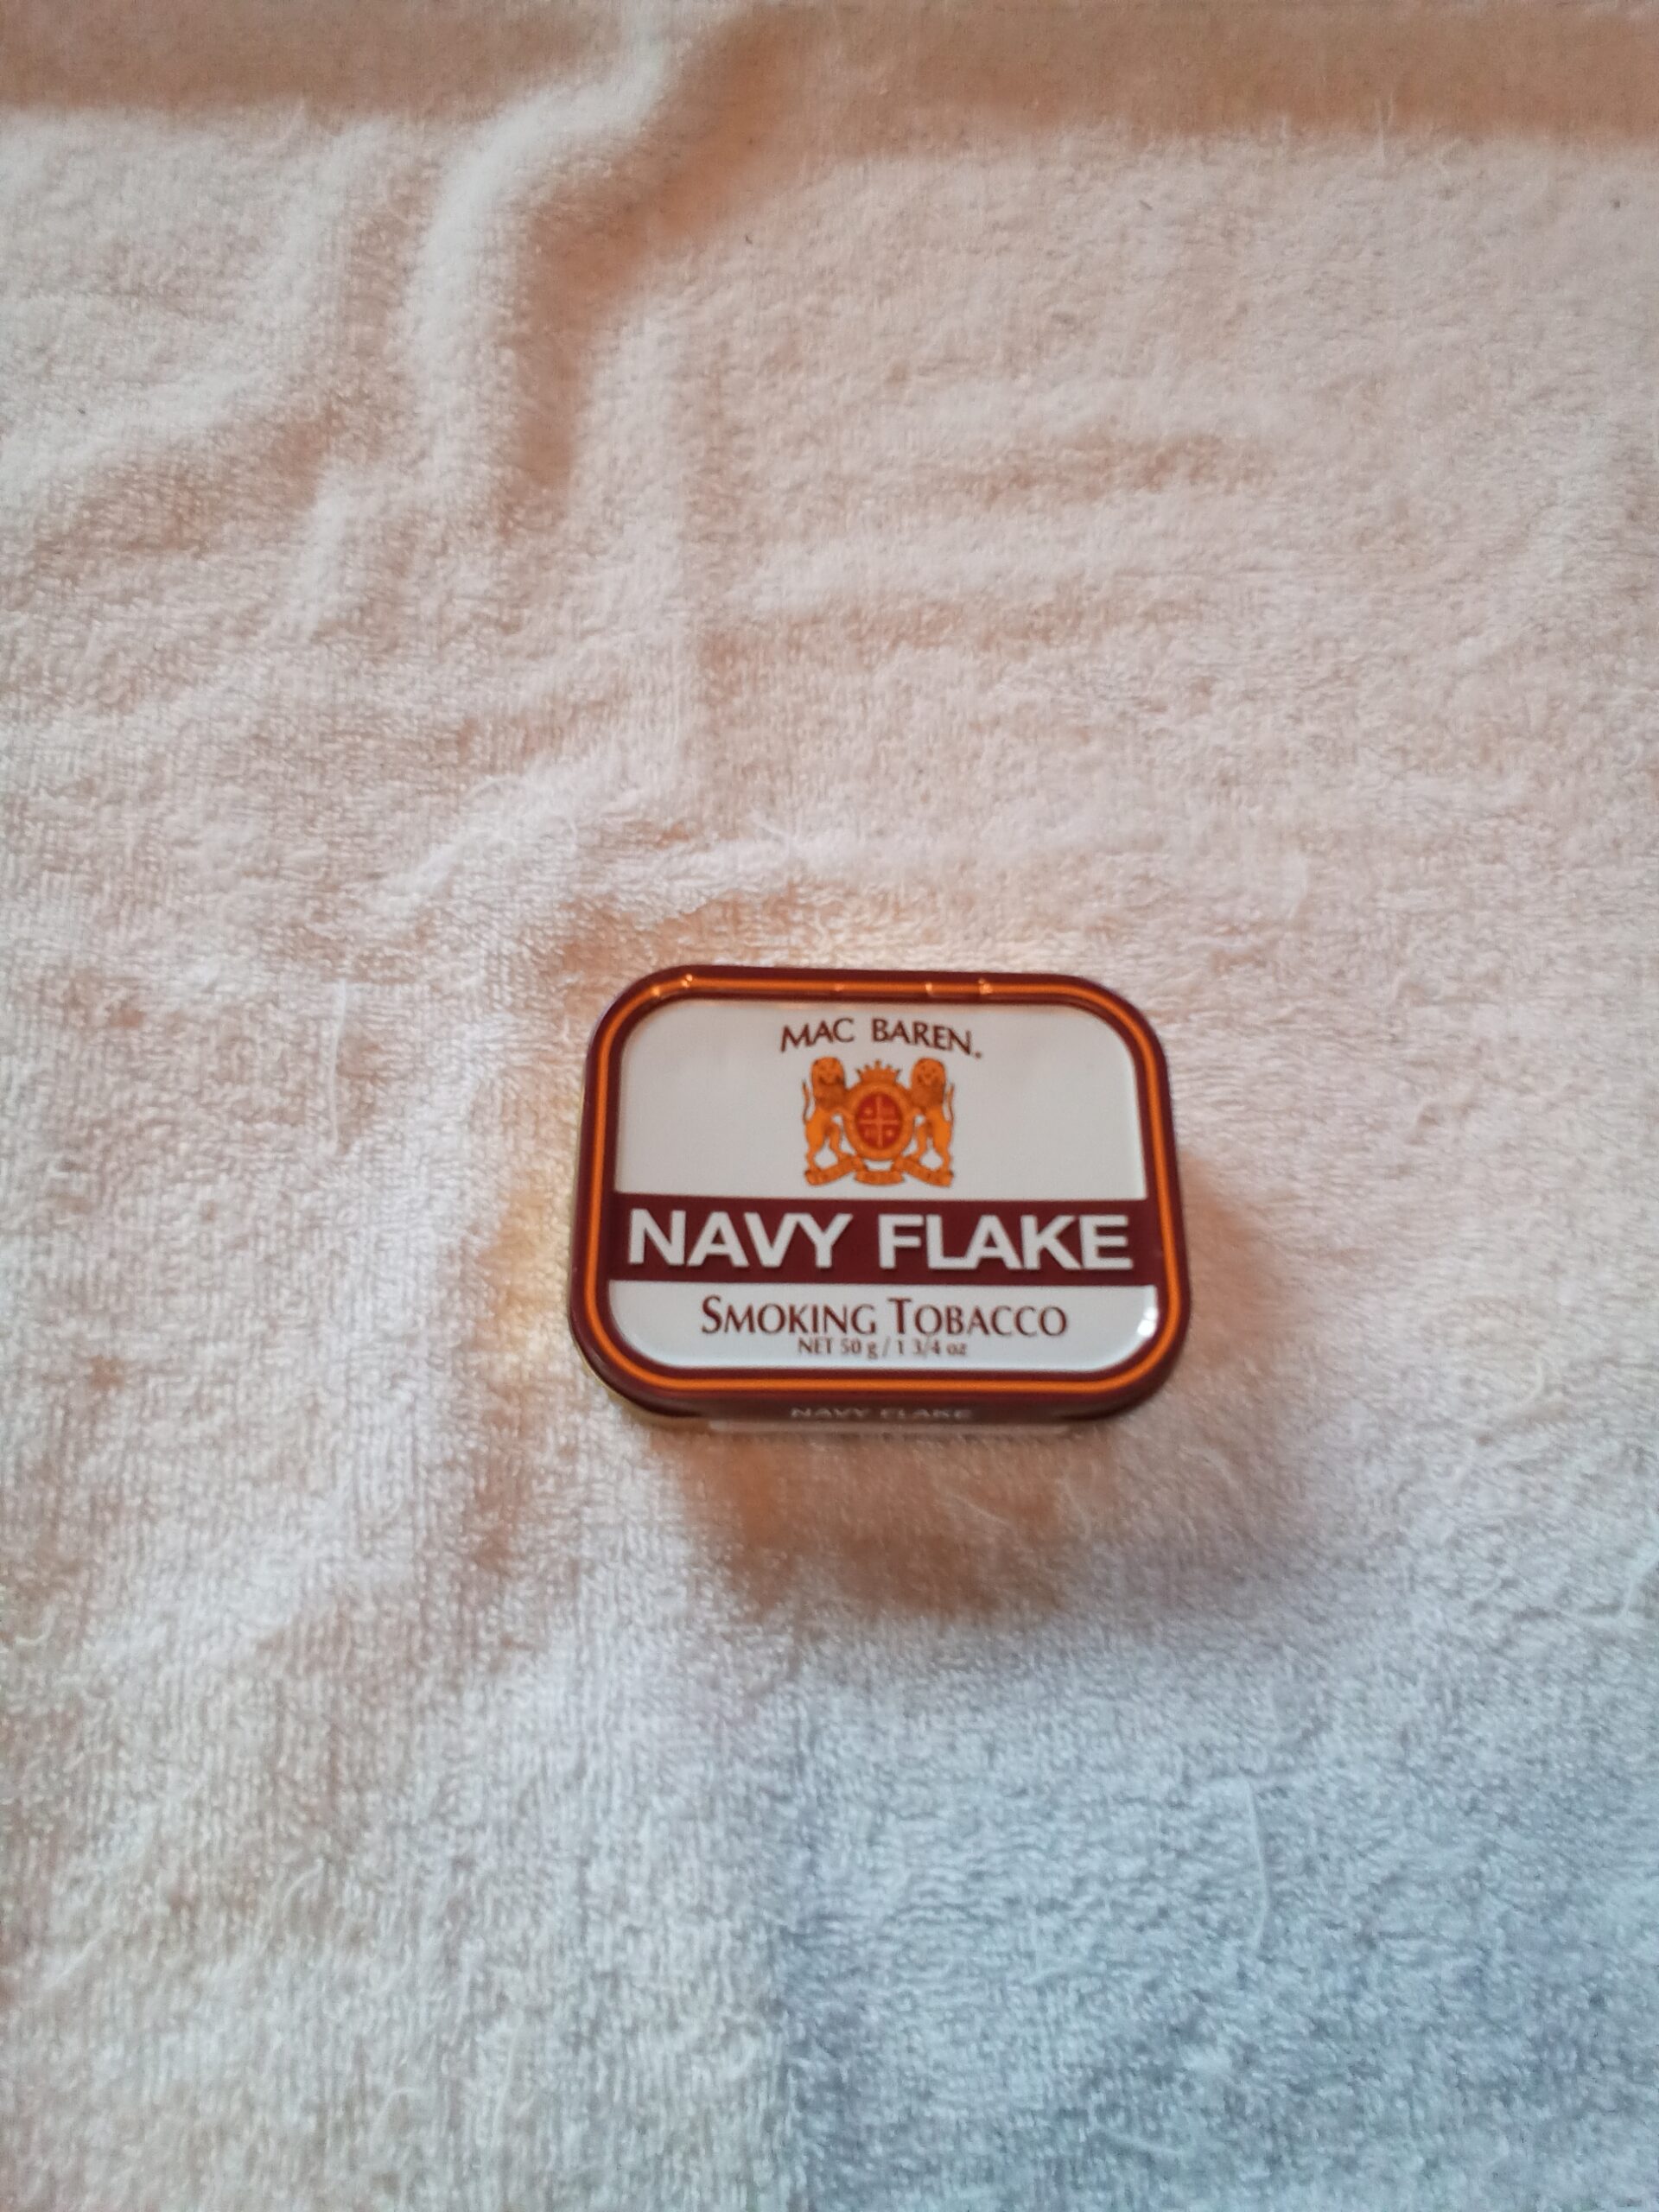 MAC BAREN®
NAVY FLAKE
SMOKING TOBACCO
NET 50 g / 1 3/4 oz
NAVY FLAKE